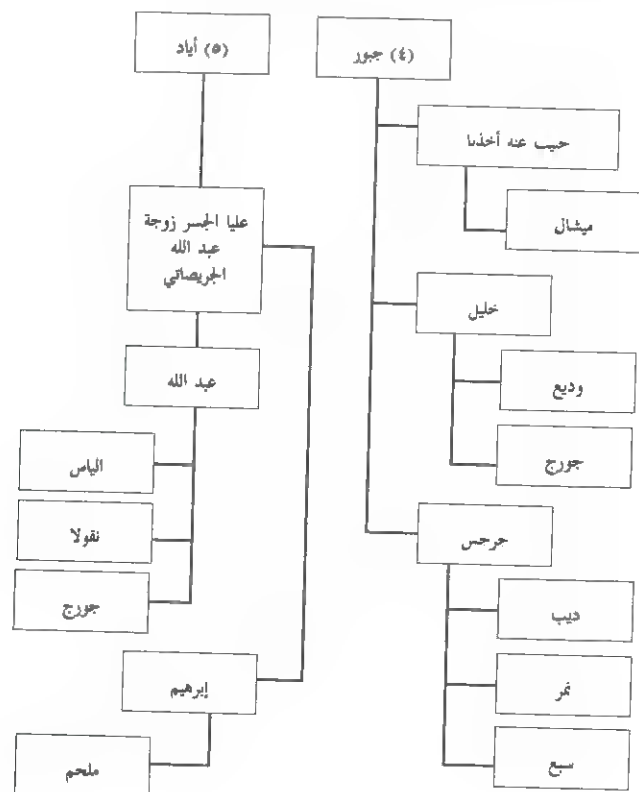 (٤) جبور
حبيب عنه أخذنا
ميشال
خليل
وديع
جورج
جرجس
ديب
نمر
سبع
(٥) أياد
عليا الجسر زوجة
عبد الله
الجريصاتي
عبد الله
الياس
نقولا
جورج
إبرهيم
ملحم